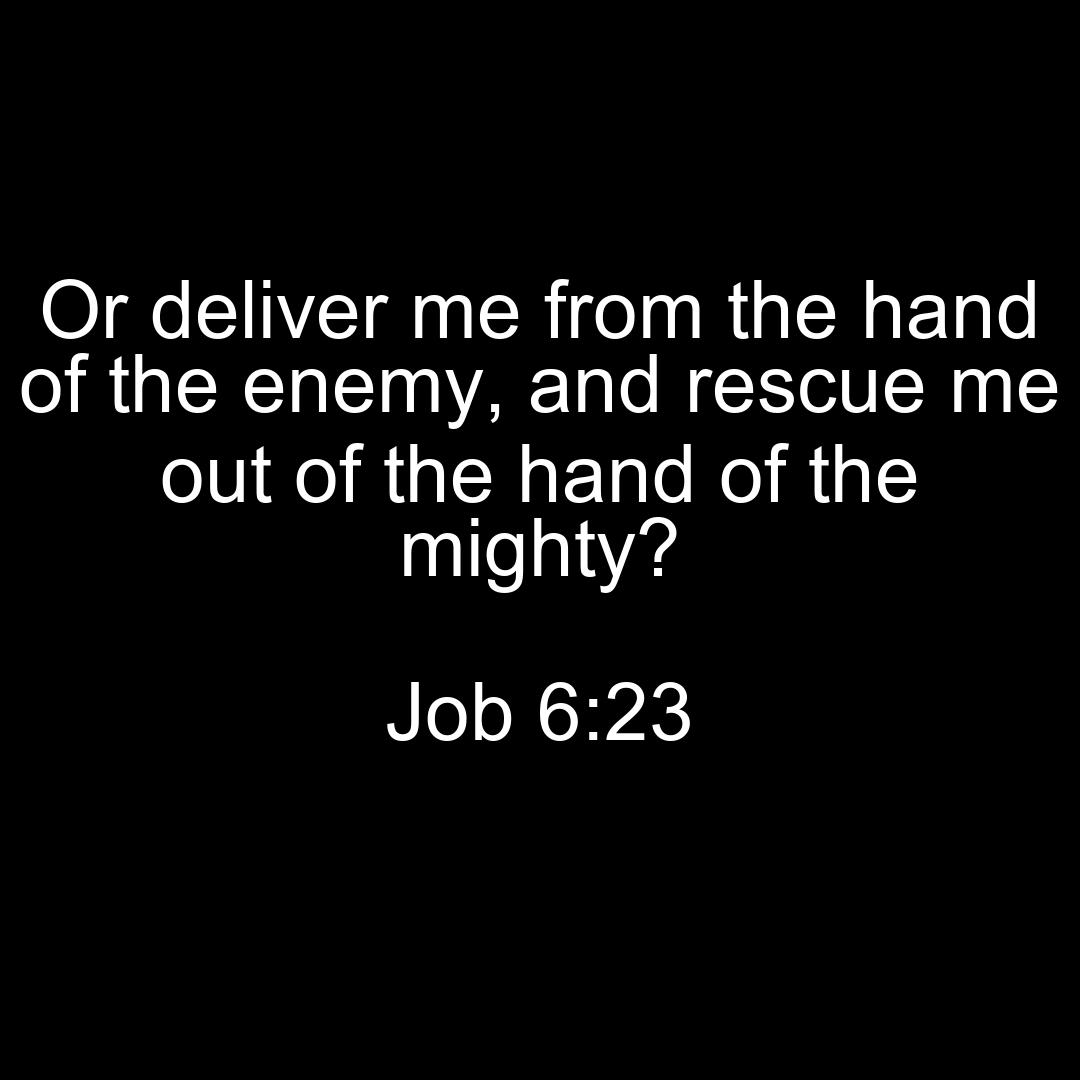 Or deliver me from the hand
of the enemy, and rescue me
out of the hand of the
mighty?
Job 6:23